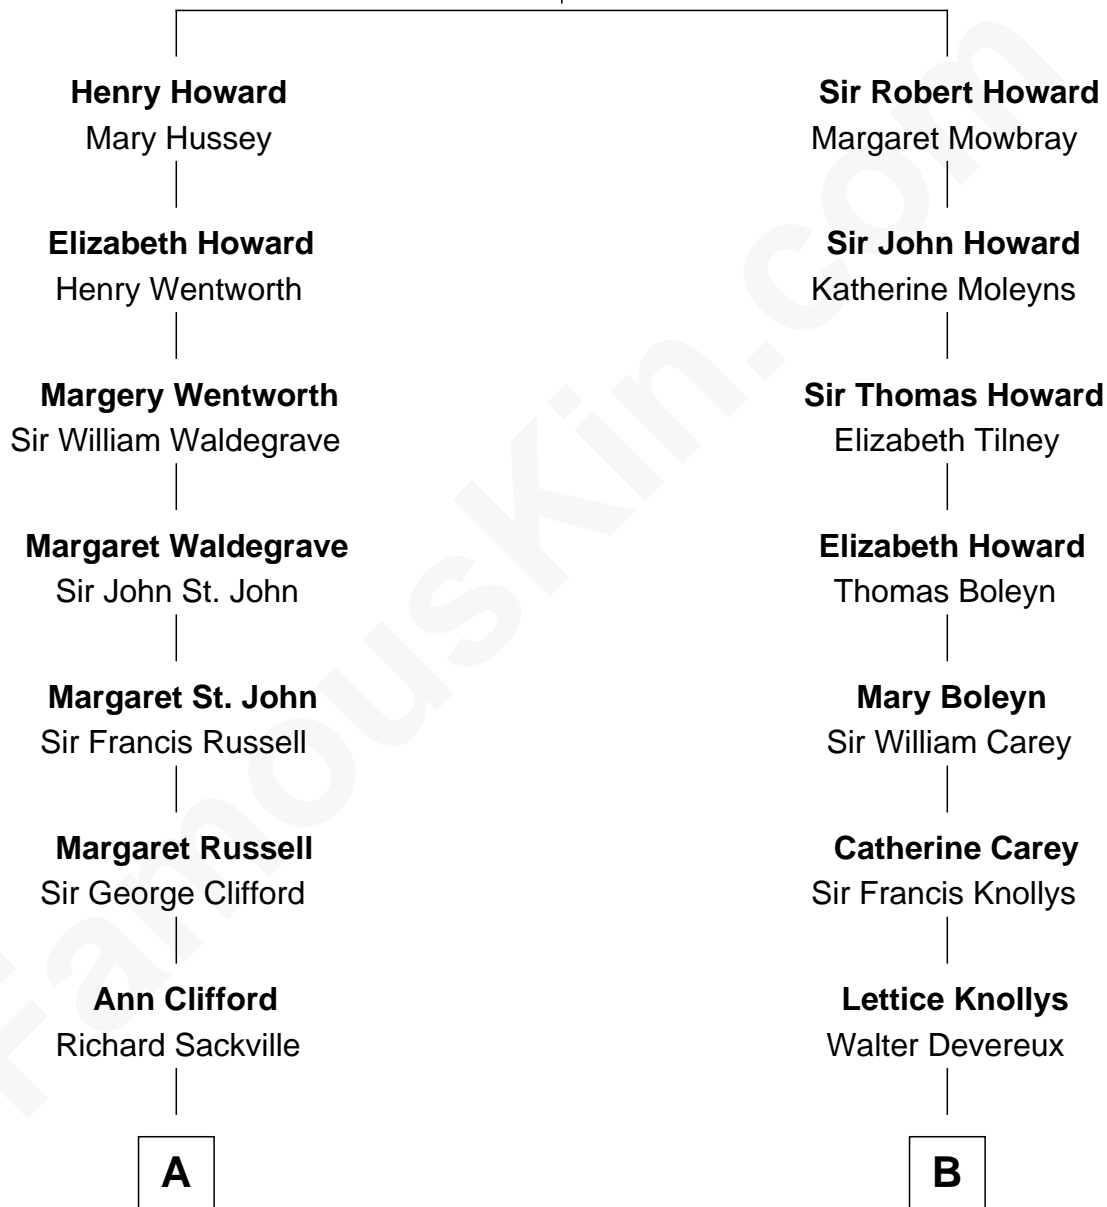 Henry Howard
Mary Hussey
Elizabeth Howard
Henry Wentworth
Margery Wentworth
Sir William Waldegrave
Margaret Waldegrave
Sir John St. John
Margaret St. John
Sir Francis Russell
Margaret Russell
Sir George Clifford
Ann Clifford
Richard Sackville
A
Sir Robert Howard
Margaret Mowbray
Sir John Howard
Katherine Moleyns
Sir Thomas Howard
Elizabeth Tilney
Elizabeth Howard
Thomas Boleyn
Mary Boleyn
Sir William Carey
Catherine Carey
Sir Francis Knollys
Lettice Knollys
Walter Devereux
B
FamousKin.com